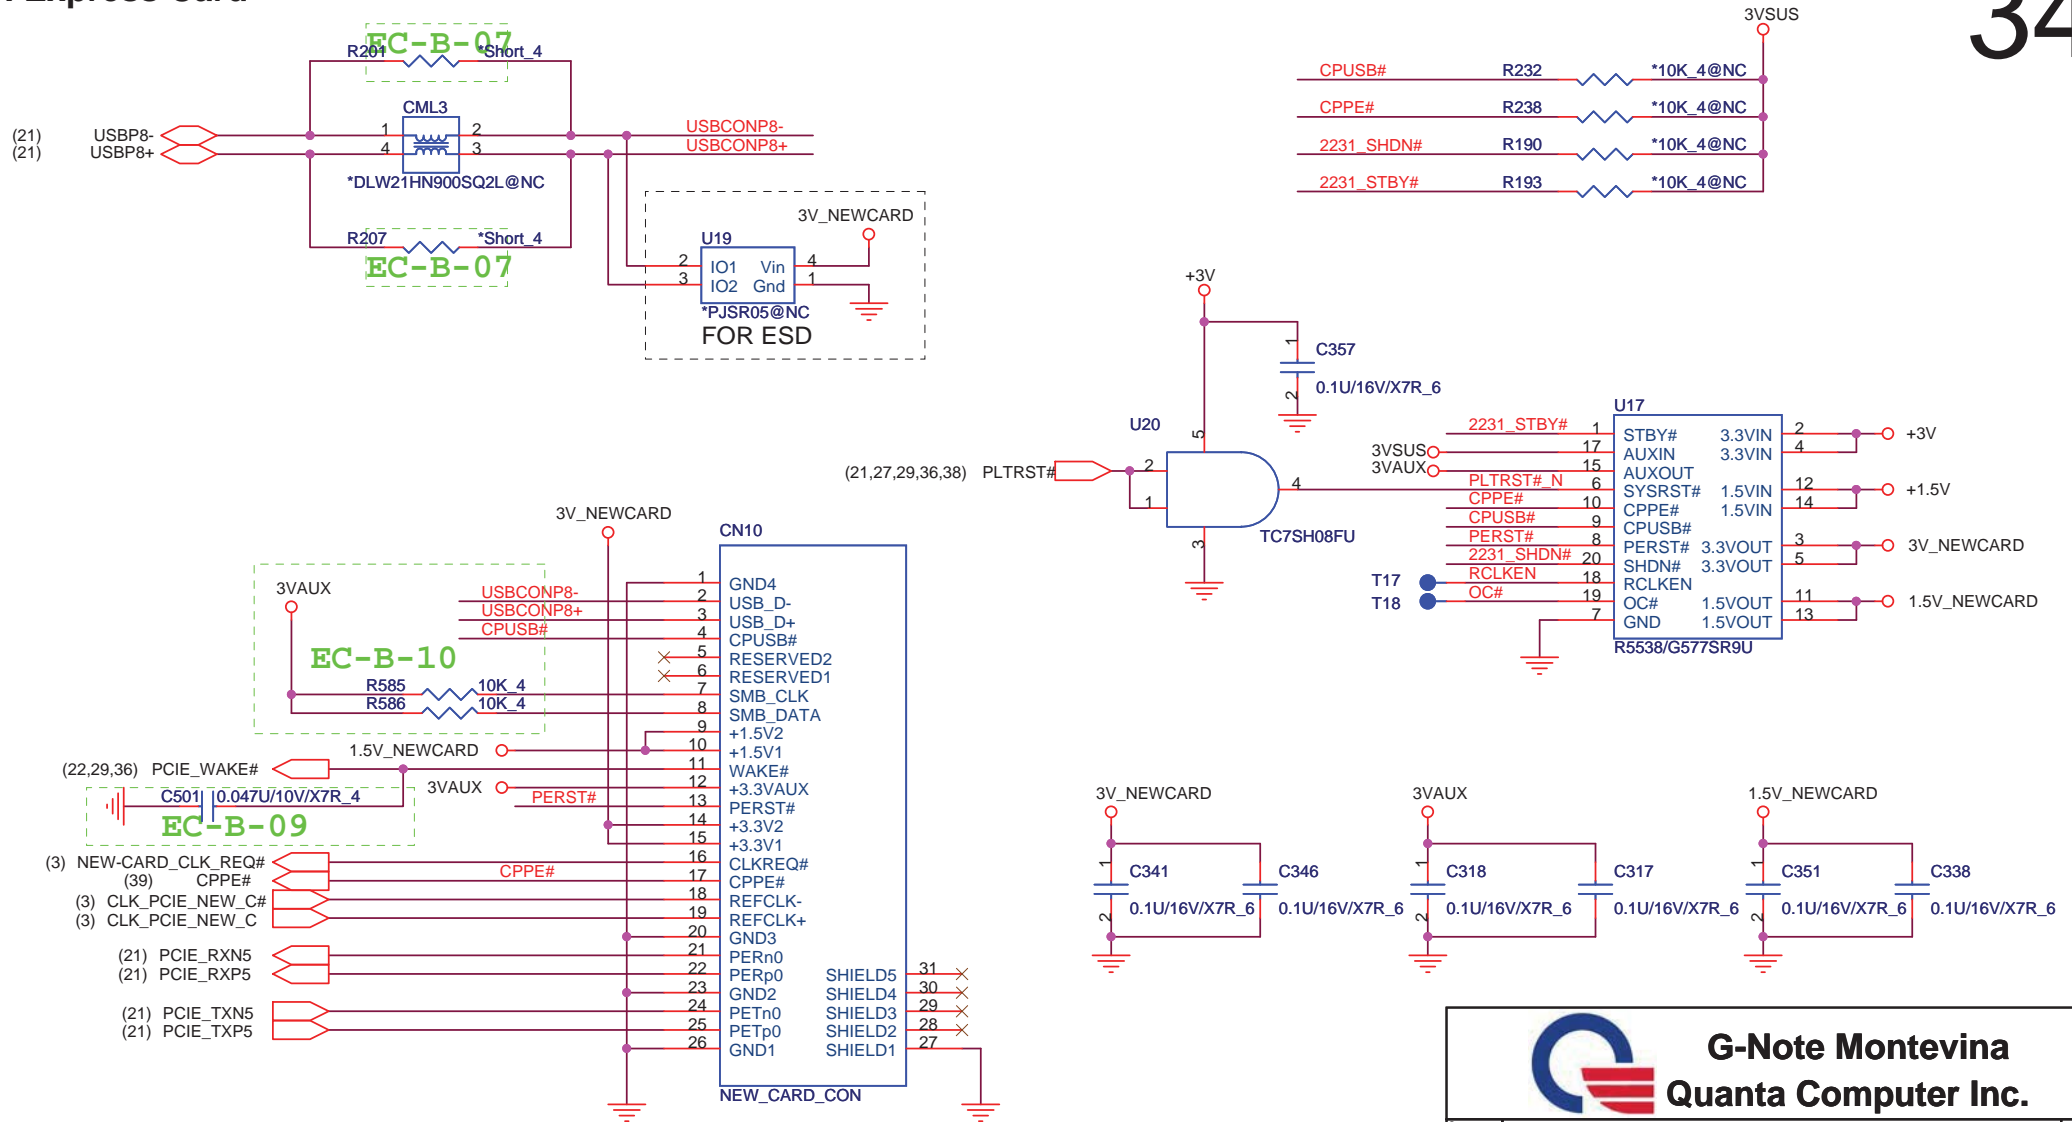 Express Card
34
EC-B-07
R201
*Short_4
CML3
(21)
USBP8-
1
2
USBCONP8-
(21)
USBP8+
4
3
USBCONP8+
*DLW21HN900SQ2L@NC
R207
*Short_4
EC-B-07
3V_NEWCARD
U19
2
IO1
Vin
4
3
IO2
Gnd
1
*PJSR05@NC
FOR ESD
3VSUS
CPUSB#
R232
*10K_4@NC
CPPE#
R238
*10K_4@NC
2231_SHDN#
R190
*10K_4@NC
2231_STBY#
R193
*10K_4@NC
+3V
1
C357
0.1U/16V/X7R_6
2
U20
5
(21,27,29,36,38)
PLTRST#
2
1
4
3
TC7SH08FU
U17
2231_STBY#
1
STBY#
3.3VIN
2
+3V
3VSUS
17
AUXIN
3.3VIN
4
3VAUX
15
AUXOUT
PLTRST#_N
6
SYSRST#
1.5VIN
12
+1.5V
CPPE#
10
CPPE#
1.5VIN
14
CPUSB#
9
CPUSB#
PERST#
8
PERST#
3.3VOUT
3
3V_NEWCARD
2231_SHDN#
20
SHDN#
3.3VOUT
5
T17
RCLKEN
18
RCLKEN
T18
OC#
19
OC#
1.5VOUT
11
1.5V_NEWCARD
7
GND
1.5VOUT
13
R5538/G577SR9U
3V_NEWCARD
CN10
3VAUX
1
GND4
USBCONP8-
2
USB_D-
USBCONP8+
3
USB_D+
CPUSB#
4
CPUSB#
EC-B-10
5
RESERVED2
6
RESERVED1
R585
10K_4
7
SMB_CLK
R586
10K_4
8
SMB_DATA
9
+1.5V2
1.5V_NEWCARD
10
+1.5V1
(22,29,36)
PCIE_WAKE#
11
WAKE#
3VAUX
12
+3.3VAUX
C501
0.047U/10V/X7R_4
PERST#
13
PERST#
EC-B-09
14
+3.3V2
15
+3.3V1
(3)
NEW-CARD_CLK_REQ#
16
CLKREQ#
(39)
CPPE#
CPPE#
17
CPPE#
(3)
CLK_PCIE_NEW_C#
18
REFCLK-
(3)
CLK_PCIE_NEW_C
19
REFCLK+
20
GND3
(21)
PCIE_RXN5
21
PERn0
(21)
PCIE_RXP5
22
PERp0
SHIELD5
31
23
GND2
SHIELD4
30
(21)
PCIE_TXN5
24
PETn0
SHIELD3
29
(21)
PCIE_TXP5
25
PETp0
SHIELD2
28
26
GND1
SHIELD1
27
NEW_CARD_CON
3V_NEWCARD
3VAUX
1.5V_NEWCARD
1
C341
C346
1
C318
C317
1
C351
C338
2
0.1U/16V/X7R_6
0.1U/16V/X7R_6
2
0.1U/16V/X7R_6
0.1U/16V/X7R_6
2
0.1U/16V/X7R_6
0.1U/16V/X7R_6
G-Note Montevina
Quanta Computer Inc.